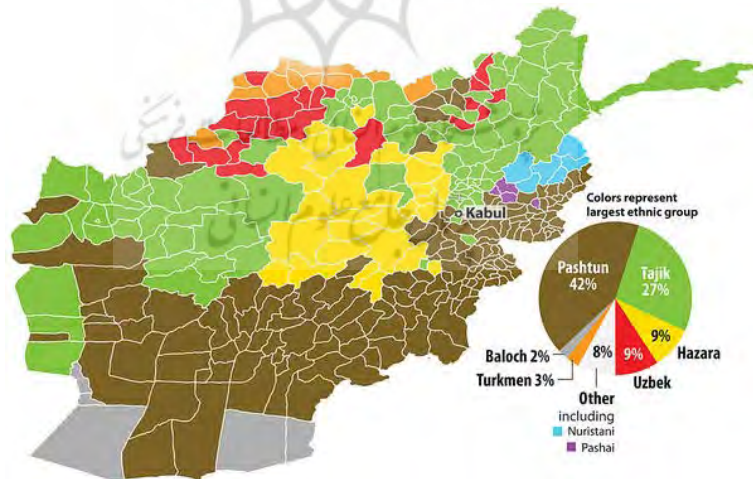 Kabul
Colors represent
largest ethnic group
Pashtun
42%
Tajik
27%
9%
Hazara
9%
Uzbek
8%
Other
including
Nuristani
Pashai
Baloch 2%
Turkmen 3%